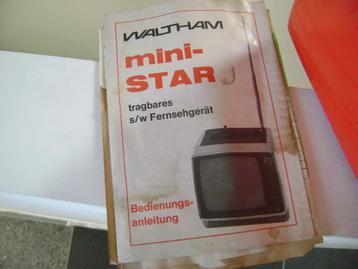 WALTHAM
mini-
STAR
tragbares
s/w Fernsehgerät
Bedienungs-
anleitung